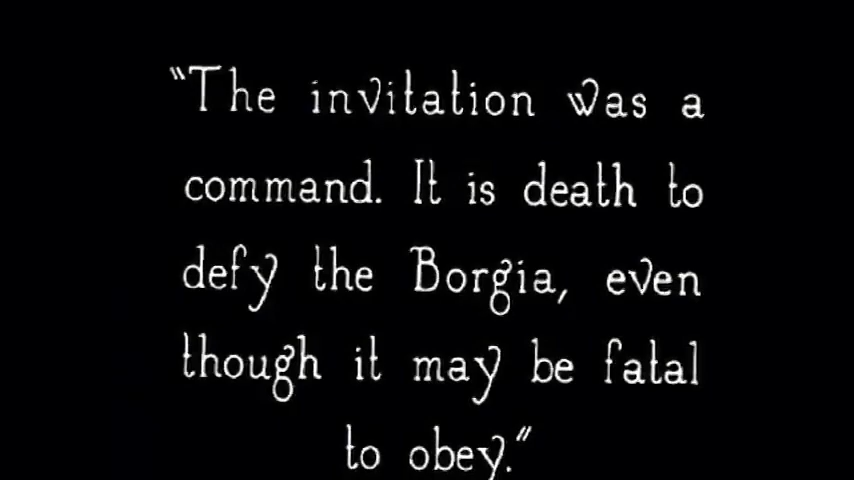 "The invitation was a
command. It is death to
defy the Borgia, even
though it may be fatal
to obey."